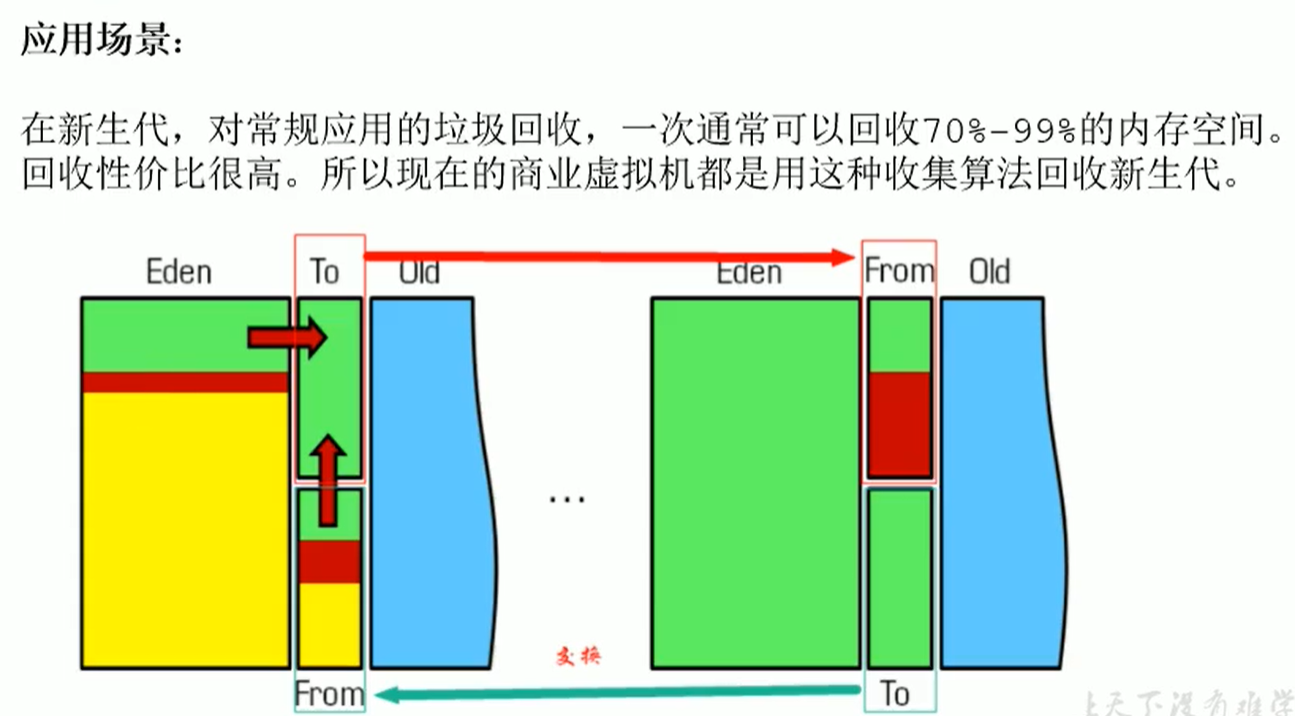 应用场景：
在新生代，对常规应用的垃圾回收，一次通常可以回收70%-99%的内存空间。
回收性价比很高。所以现在的商业虚拟机都是用这种收集算法回收新生代。
Eden To Old Eden From Old
...
交换
From To
上天下没有难学